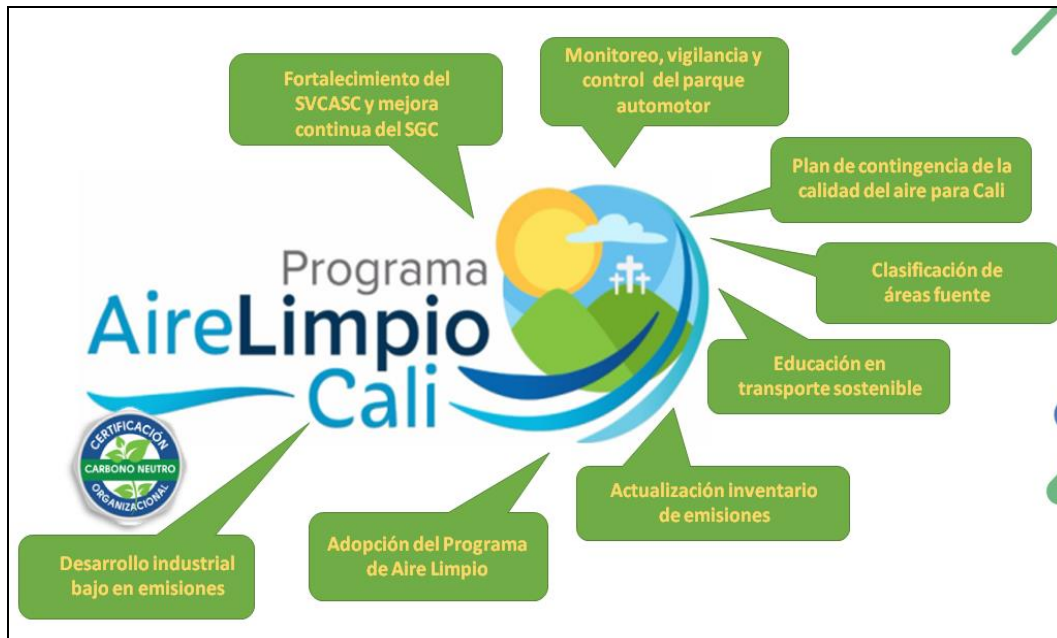 Fortalecimiento del
SVCASC y mejora
continua del SGC
Monitoreo, vigilancia y
control del parque
automotor
Plan de contingencia de la
calidad del aire para Cali
Clasificación de
áreas fuente
Programa
AireLimpio
Cali
Educación en
transporte sostenible
CERTIFICACIÓN
CARBONO NEUTRO
ORGANIZACIONAL
Actualización inventario
de emisiones
Adopción del Programa
de Aire Limpio
Desarrollo industrial
bajo en emisiones